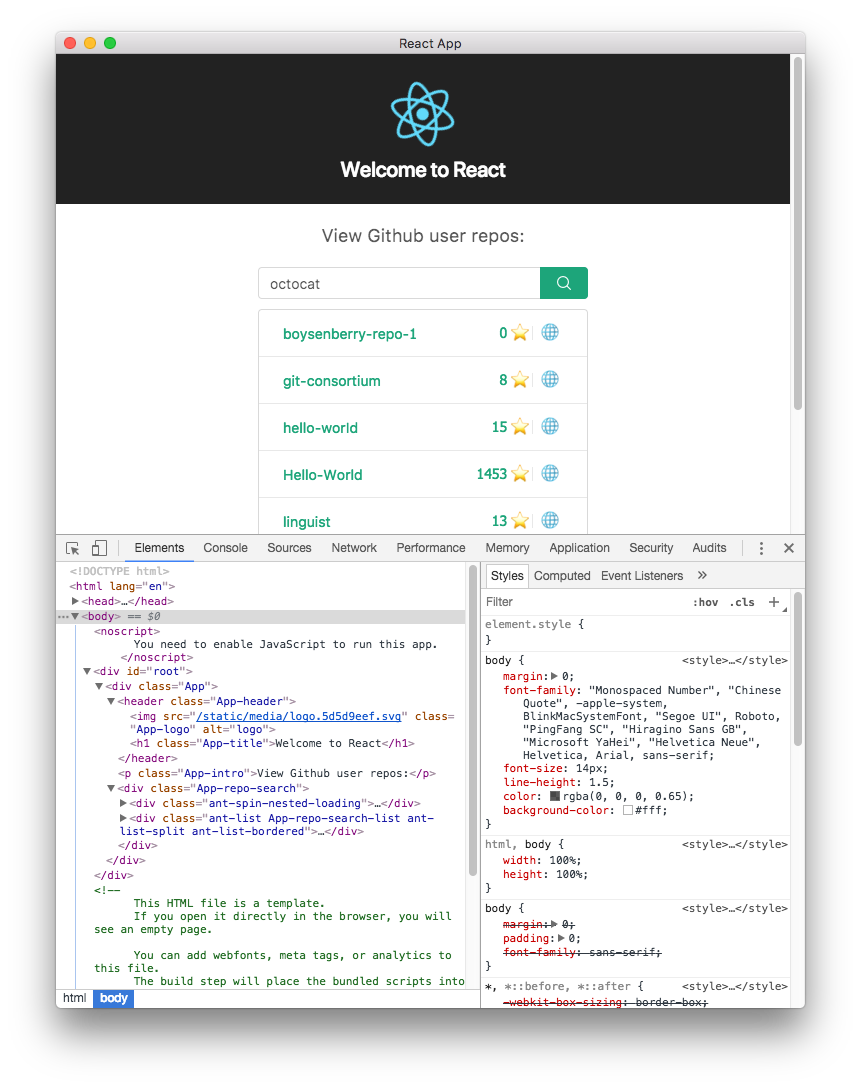 React App
Welcome to React
View Github user repos:
octocat
boysenberry-repo-1 0
git-consortium 8
hello-world 15
Hello-World 1453
linguist 13
Elements Console Sources Network Performance Memory Application Security Audits
<!DOCTYPE html>
<html lang="en">
<head>…</head>
<body> == $0
<noscript>
You need to enable JavaScript to run this app.
</noscript>
<div id="root">
<div class="App">
<header class="App-header">
<img src="/static/media/logo.5d5d9eef.svg" class=
"App-logo" alt="logo">
<h1 class="App-title">Welcome to React</h1>
</header>
<p class="App-intro">View Github user repos:</p>
<div class="App-repo-search">
<div class="ant-spin-nested-loading">…</div>
<div class="ant-list App-repo-search-list ant-
list-split ant-list-bordered">…</div>
</div>
</div>
</div>
<!--
This HTML file is a template.
If you open it directly in the browser, you will
see an empty page.
You can add webfonts, meta tags, or analytics to
this file.
The build step will place the bundled scripts into
html body
Styles Computed Event Listeners »
Filter :hov .cls +
element.style {
}
body { <style>…</style>
margin: 0;
font-family: "Monospaced Number", "Chinese
Quote", -apple-system,
BlinkMacSystemFont, "Segoe UI", Roboto,
"PingFang SC", "Hiragino Sans GB",
"Microsoft YaHei", "Helvetica Neue",
Helvetica, Arial, sans-serif;
font-size: 14px;
line-height: 1.5;
color: rgba(0, 0, 0, 0.65);
background-color: #fff;
}
html, body { <style>…</style>
width: 100%;
height: 100%;
}
body { <style>…</style>
margin: 0;
padding: 0;
font-family: sans-serif;
}
*, *::before, *::after { <style>…</style>
-webkit-box-sizing: border-box;